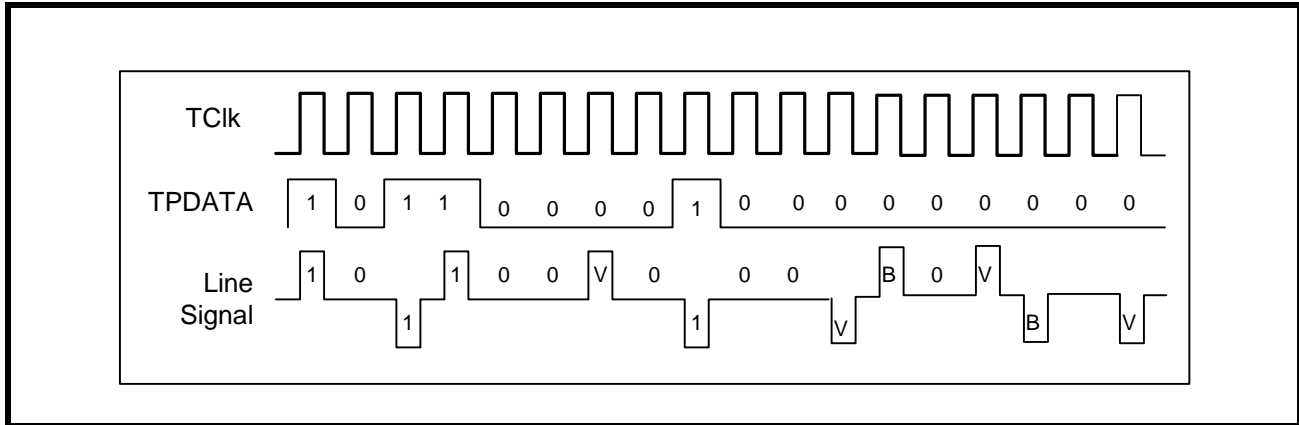 TClk
TPDATA 1 0 1 1 0 0 0 0 1 0 0 0 0 0 0 0 0 0
Line 1 0 1 0 0 V 0 0 0 B 0 V
Signal 1 1 V B V